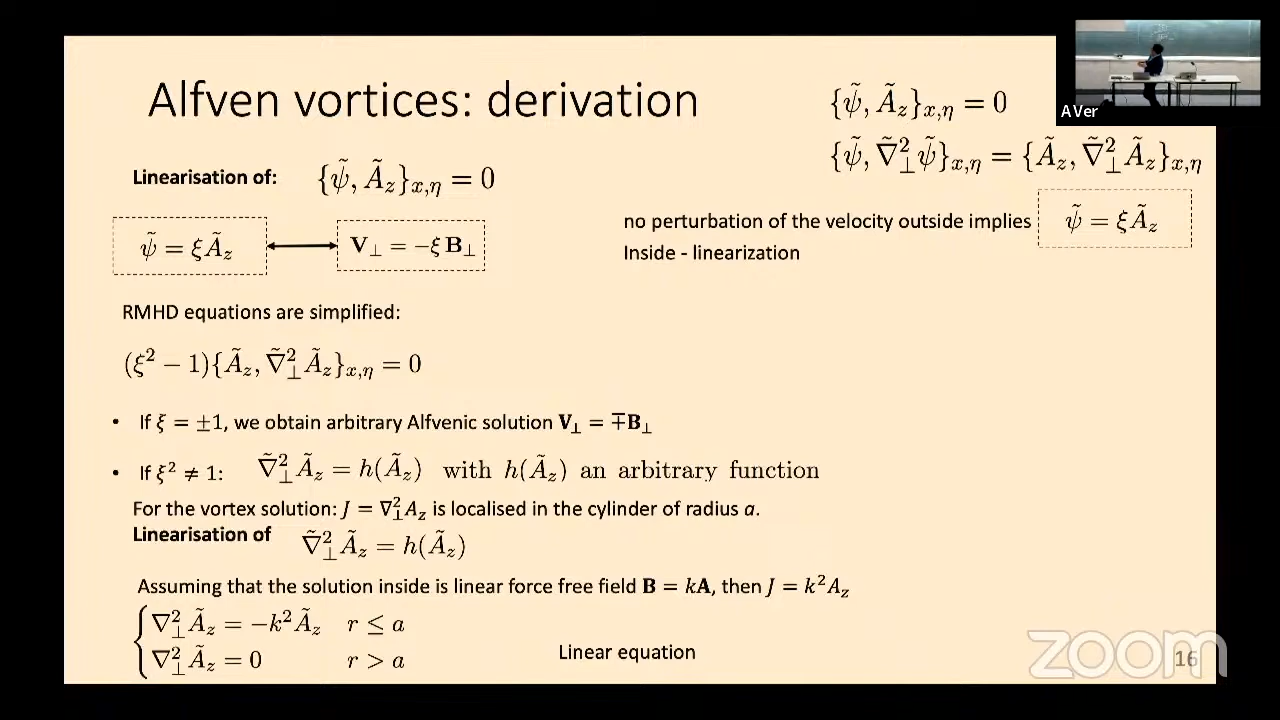 Alfven vortices: derivation
{ψ̃, Ã_z}_{x,η} = 0
{ψ̃, ∇̃²_⊥ψ̃}_{x,η} = {Ã_z, ∇̃²_⊥Ã_z}_{x,η}
A Ver
Linearisation of: {ψ̃, Ã_z}_{x,η} = 0
ψ̃ = ξÃ_z V_⊥ = −ξ B_⊥
no perturbation of the velocity outside implies ψ̃ = ξÃ_z
Inside - linearization
RMHD equations are simplified:
(ξ² − 1){Ã_z, ∇̃²_⊥Ã_z}_{x,η} = 0
• If ξ = ±1, we obtain arbitrary Alfvenic solution V_⊥ = ∓B_⊥
• If ξ² ≠ 1: ∇̃²_⊥Ã_z = h(Ã_z) with h(Ã_z) an arbitrary function
For the vortex solution: J = ∇²_⊥A_z is localised in the cylinder of radius a.
Linearisation of ∇̃²_⊥Ã_z = h(Ã_z)
Assuming that the solution inside is linear force free field B = kA, then J = k²A_z
∇²_⊥Ã_z = −k²Ã_z r ≤ a
∇²_⊥Ã_z = 0 r > a
Linear equation
zoom
16